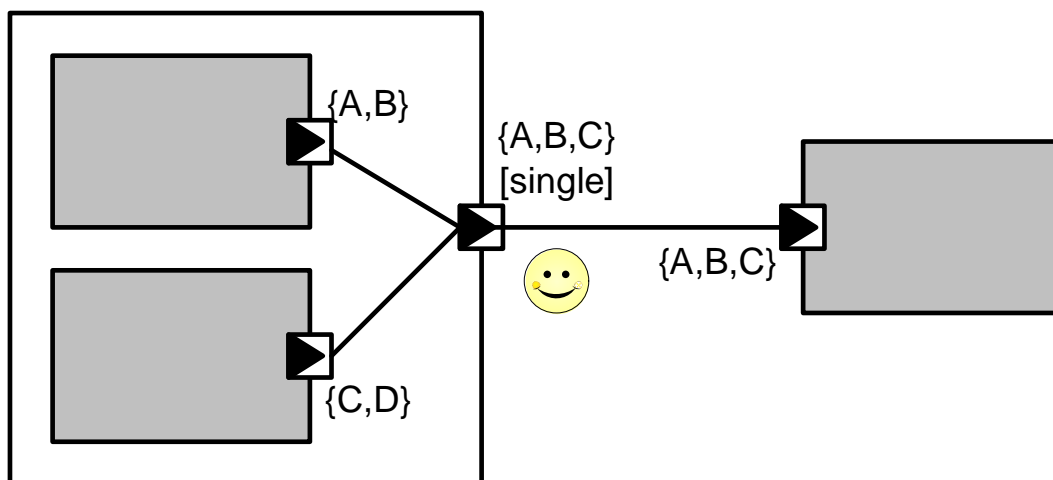 {A,B}
{A,B,C}
[single]
{A,B,C}
{C,D}